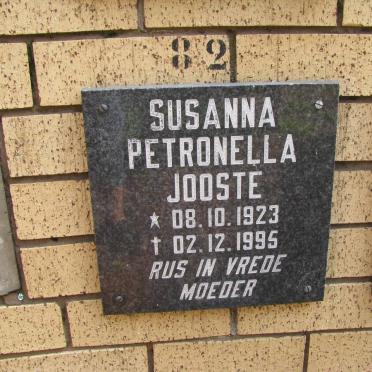 82
SUSANNA
PETRONELLA
JOOSTE
* 08.10.1923
† 02.12.1995
RUS IN VREDE
MOEDER